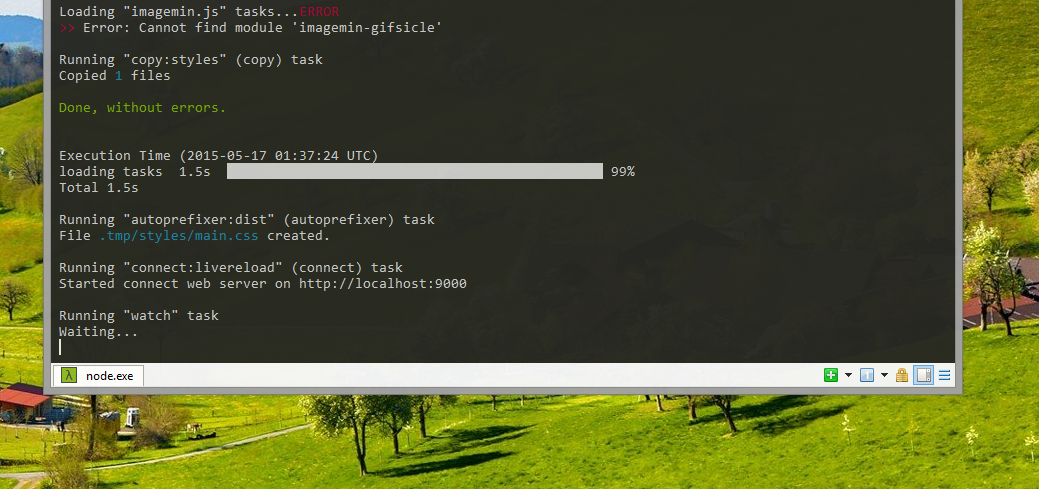 Loading "imagemin.js" tasks...ERROR
>> Error: Cannot find module 'imagemin-gifsicle'
Running "copy:styles" (copy) task
Copied 1 files
Done, without errors.
Execution Time (2015-05-17 01:37:24 UTC)
loading tasks 1.5s 99%
Total 1.5s
Running "autoprefixer:dist" (autoprefixer) task
File .tmp/styles/main.css created.
Running "connect:livereload" (connect) task
Started connect web server on http://localhost:9000
Running "watch" task
Waiting...
λ node.exe